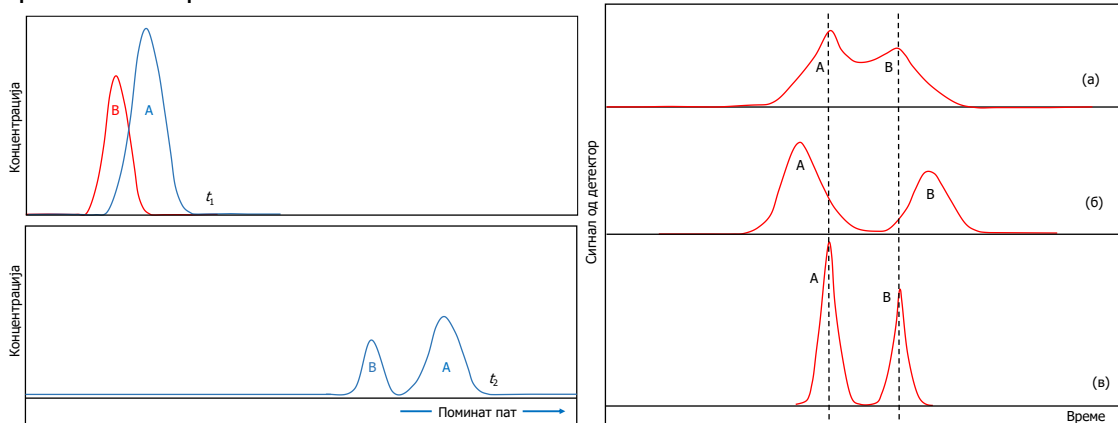 Концентрација
B
A
t₁
Концентрација
B
A
t₂
Поминат пат
Сигнал од детектор
A
B
(а)
A
B
(б)
A
B
(в)
Време